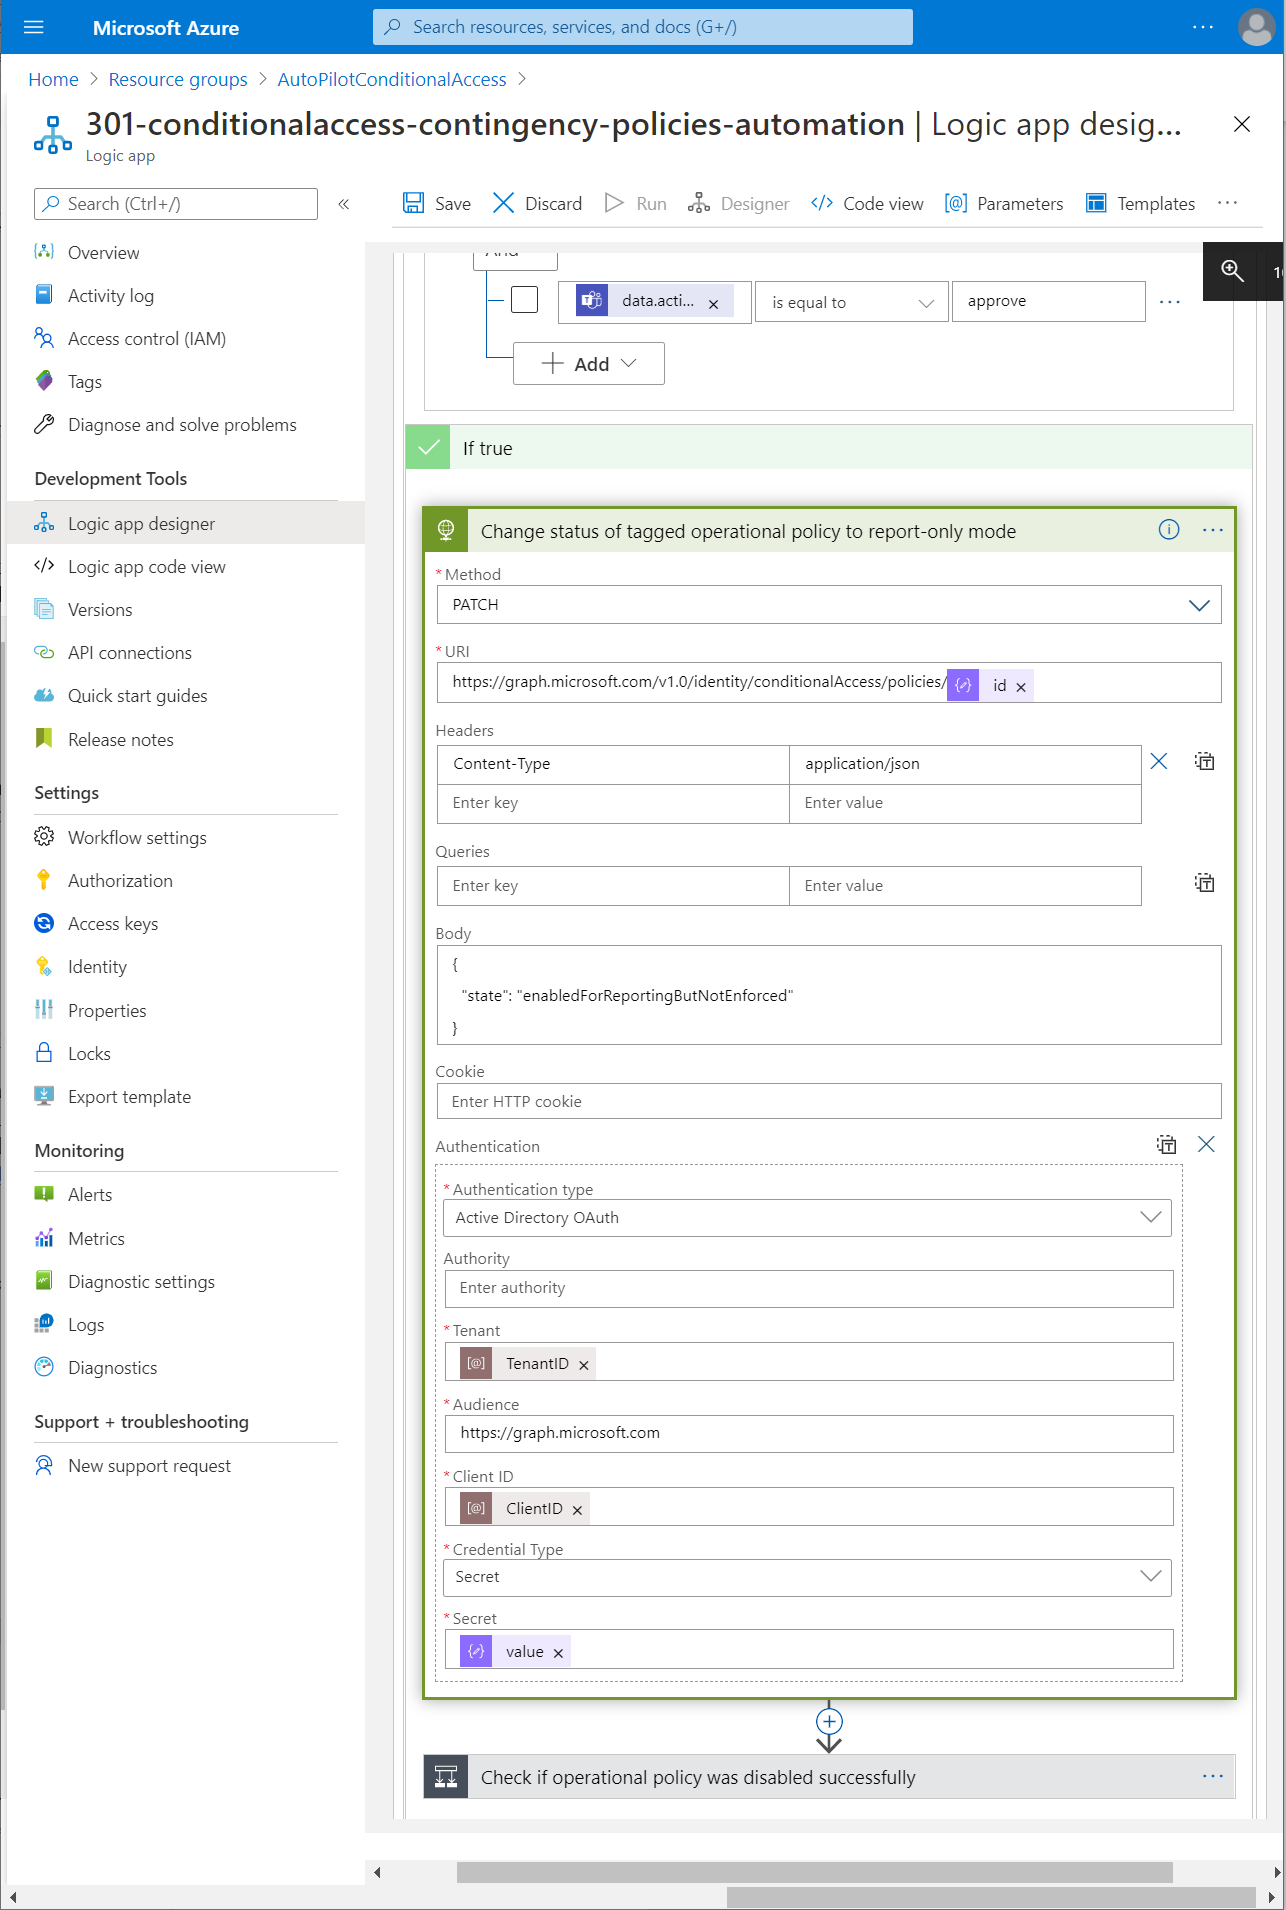 Microsoft Azure
Search resources, services, and docs (G+/)
Home > Resource groups > AutoPilotConditionalAccess >
301-conditionalaccess-contingency-policies-automation | Logic app desig...
Logic app
Search (Ctrl+/)
«
Save
Discard
Run
Designer
Code view
Parameters
Templates
Overview
Activity log
Access control (IAM)
Tags
Diagnose and solve problems
Development Tools
Logic app designer
Logic app code view
Versions
API connections
Quick start guides
Release notes
Settings
Workflow settings
Authorization
Access keys
Identity
Properties
Locks
Export template
Monitoring
Alerts
Metrics
Diagnostic settings
Logs
Diagnostics
Support + troubleshooting
New support request
data.acti...
is equal to
approve
Add
If true
Change status of tagged operational policy to report-only mode
* Method
PATCH
* URI
https://graph.microsoft.com/v1.0/identity/conditionalAccess/policies/ id
Headers
Content-Type
application/json
Enter key
Enter value
Queries
Enter key
Enter value
Body
{
"state": "enabledForReportingButNotEnforced"
}
Cookie
Enter HTTP cookie
Authentication
* Authentication type
Active Directory OAuth
Authority
Enter authority
* Tenant
[@] TenantID
* Audience
https://graph.microsoft.com
* Client ID
[@] ClientID
* Credential Type
Secret
* Secret
value
Check if operational policy was disabled successfully